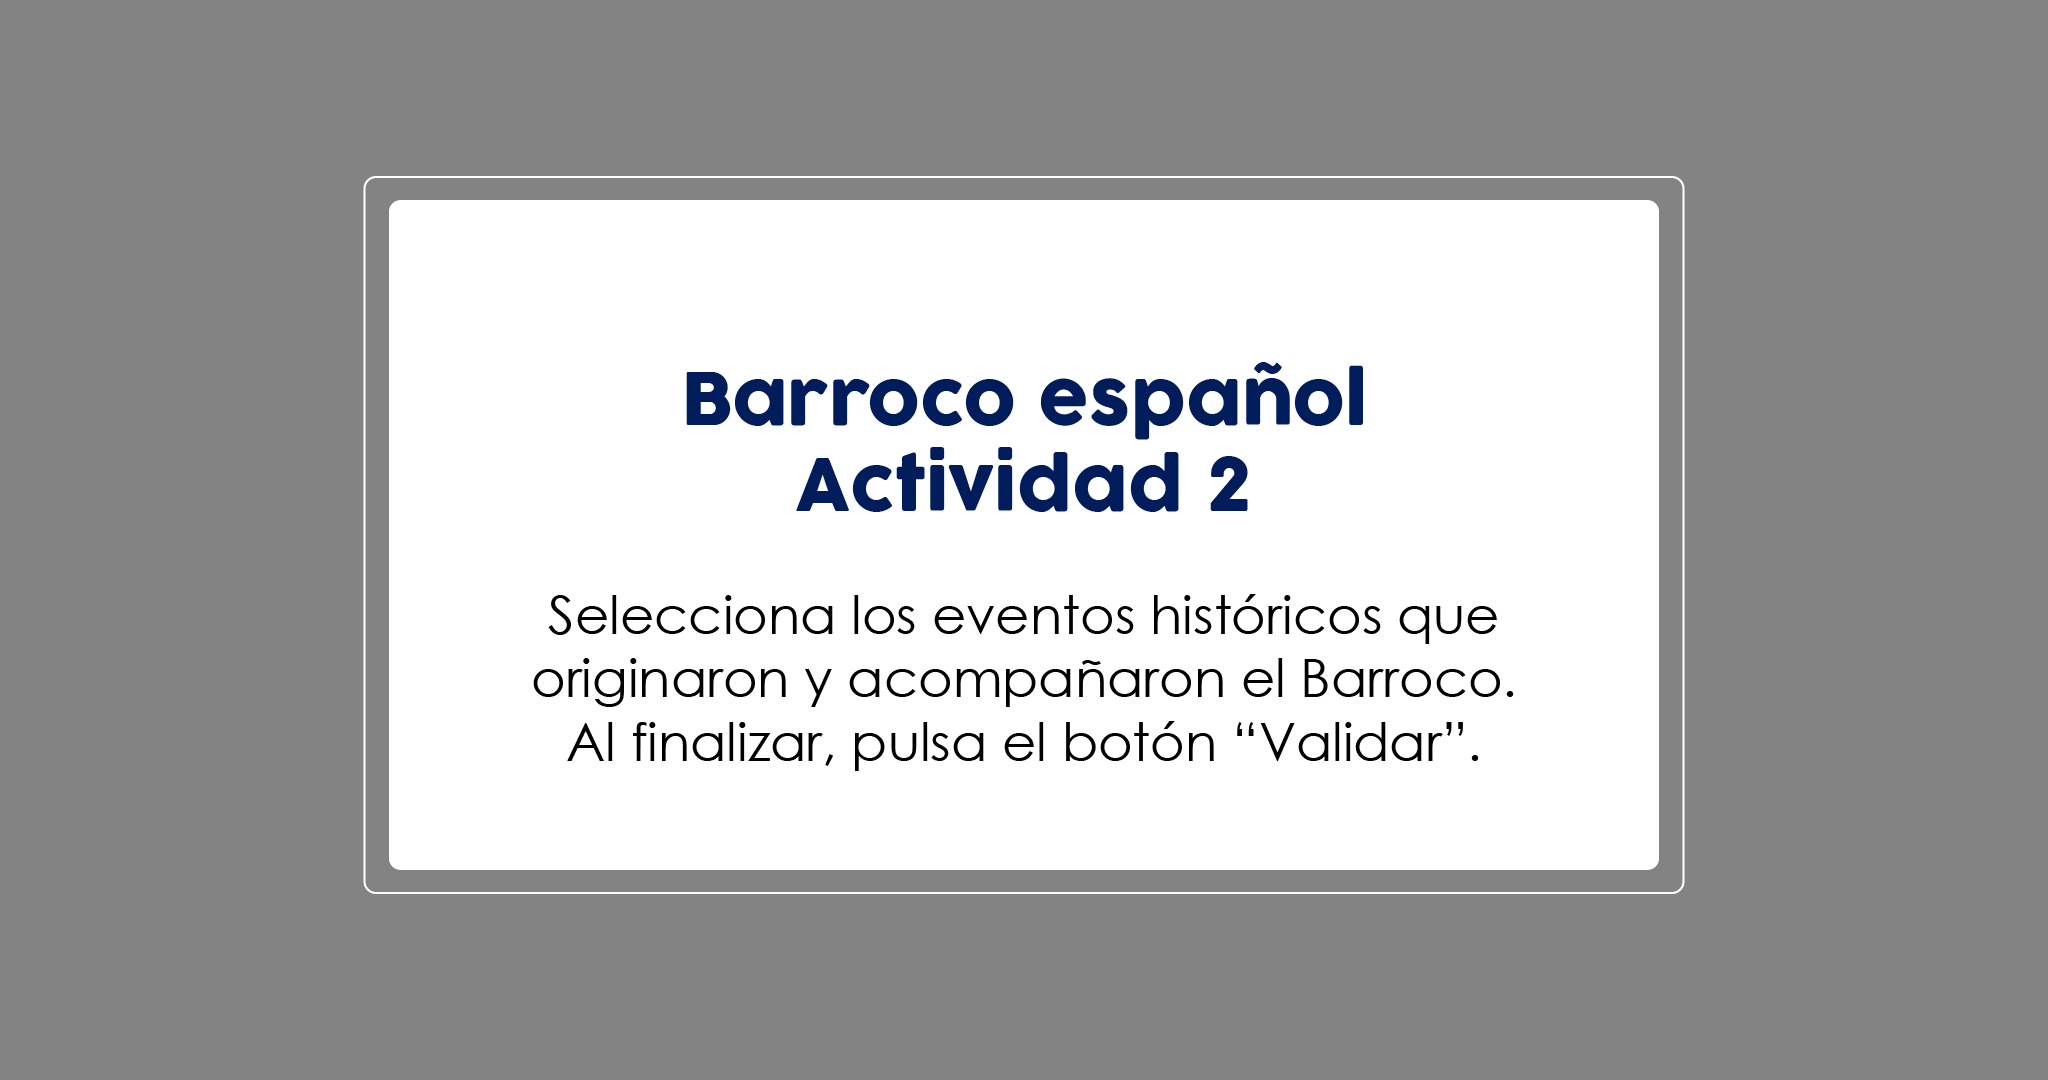 Barroco español
Actividad 2
Selecciona los eventos históricos que
originaron y acompañaron el Barroco.
Al finalizar, pulsa el botón “Validar”.